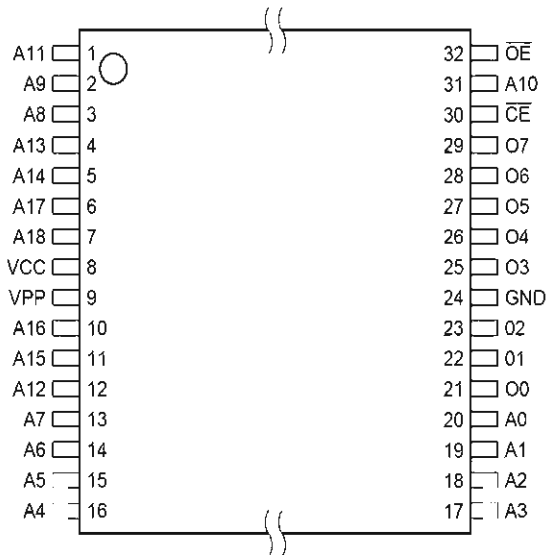 A11 1 32 O̅E̅
A9 2 31 A10
A8 3 30 C̅E̅
A13 4 29 O7
A14 5 28 O6
A17 6 27 O5
A18 7 26 O4
VCC 8 25 O3
VPP 9 24 GND
A16 10 23 02
A15 11 22 01
A12 12 21 O0
A7 13 20 A0
A6 14 19 A1
A5 15 18 A2
A4 16 17 A3